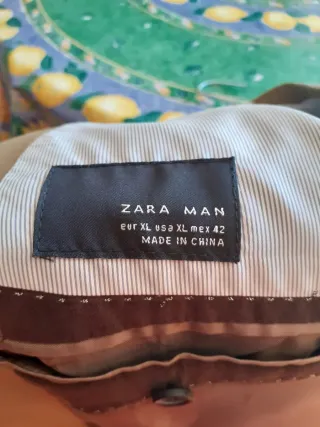 ZARA MAN
eur XL usa XL mex 42
MADE IN CHINA